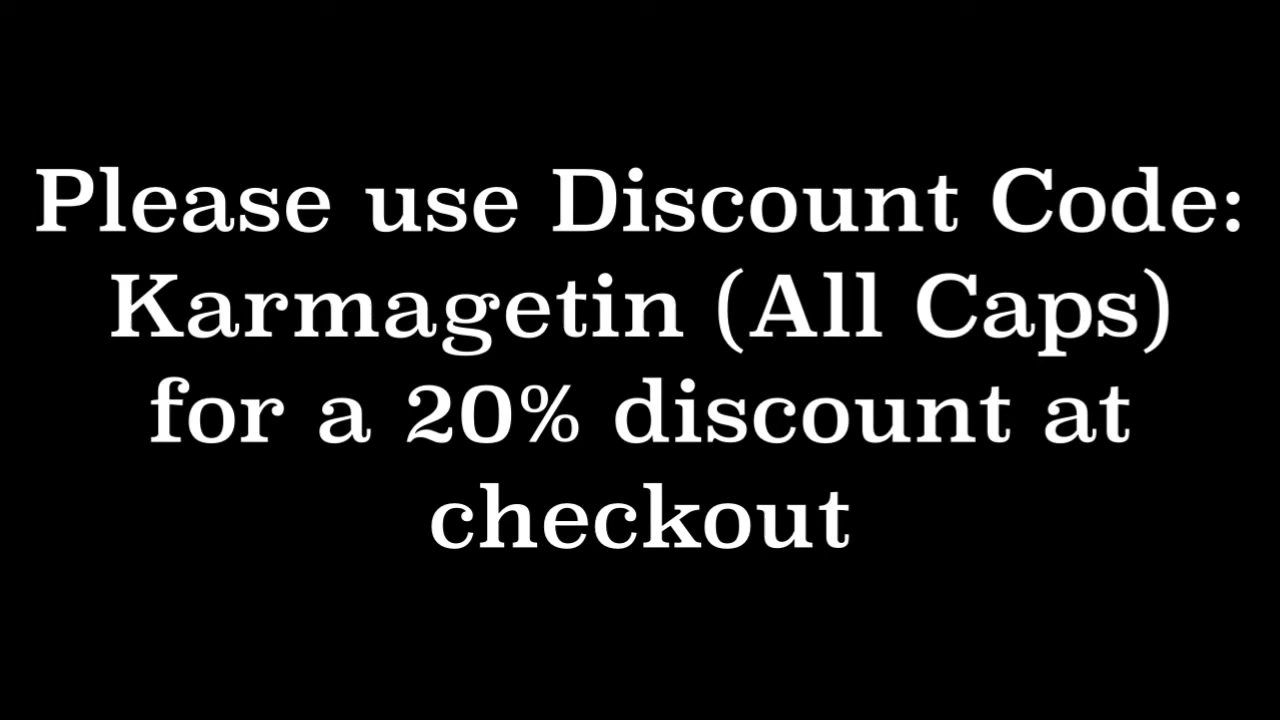 Please use Discount Code:
Karmagetin (All Caps)
for a 20% discount at
checkout